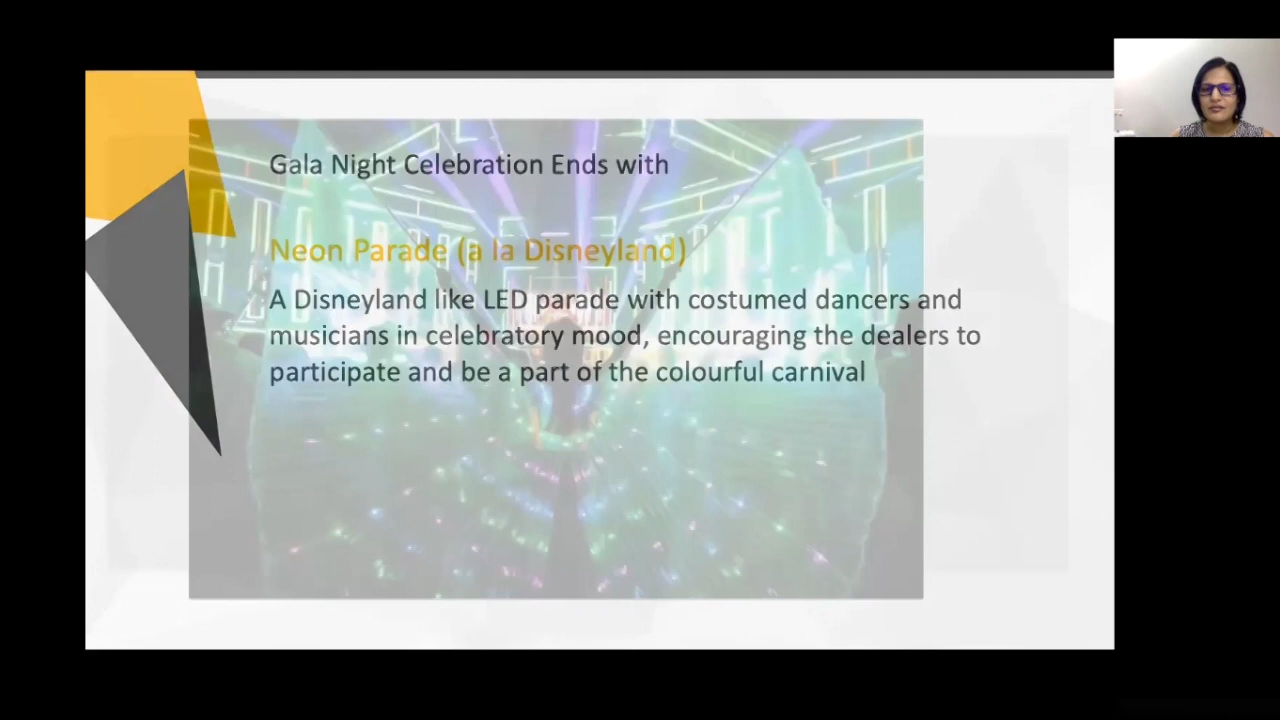 Gala Night Celebration Ends with
Neon Parade (a la Disneyland)
A Disneyland like LED parade with costumed dancers and
musicians in celebratory mood, encouraging the dealers to
participate and be a part of the colourful carnival